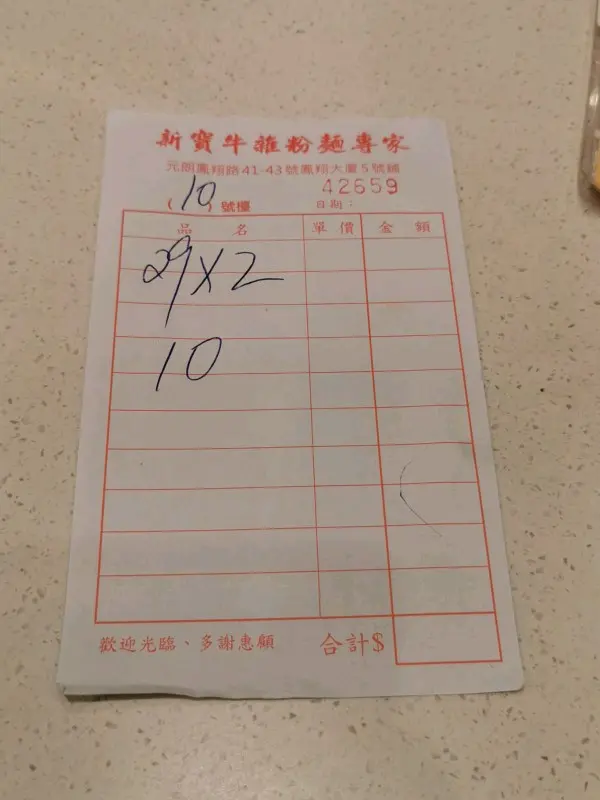 新寶牛雜粉麵專家
元朗鳳翔路41-43號鳳翔大廈5號舖
42659
(10)號檯 日期：
品名 單價 金額
29X2
10
歡迎光臨、多謝惠顧 合計$